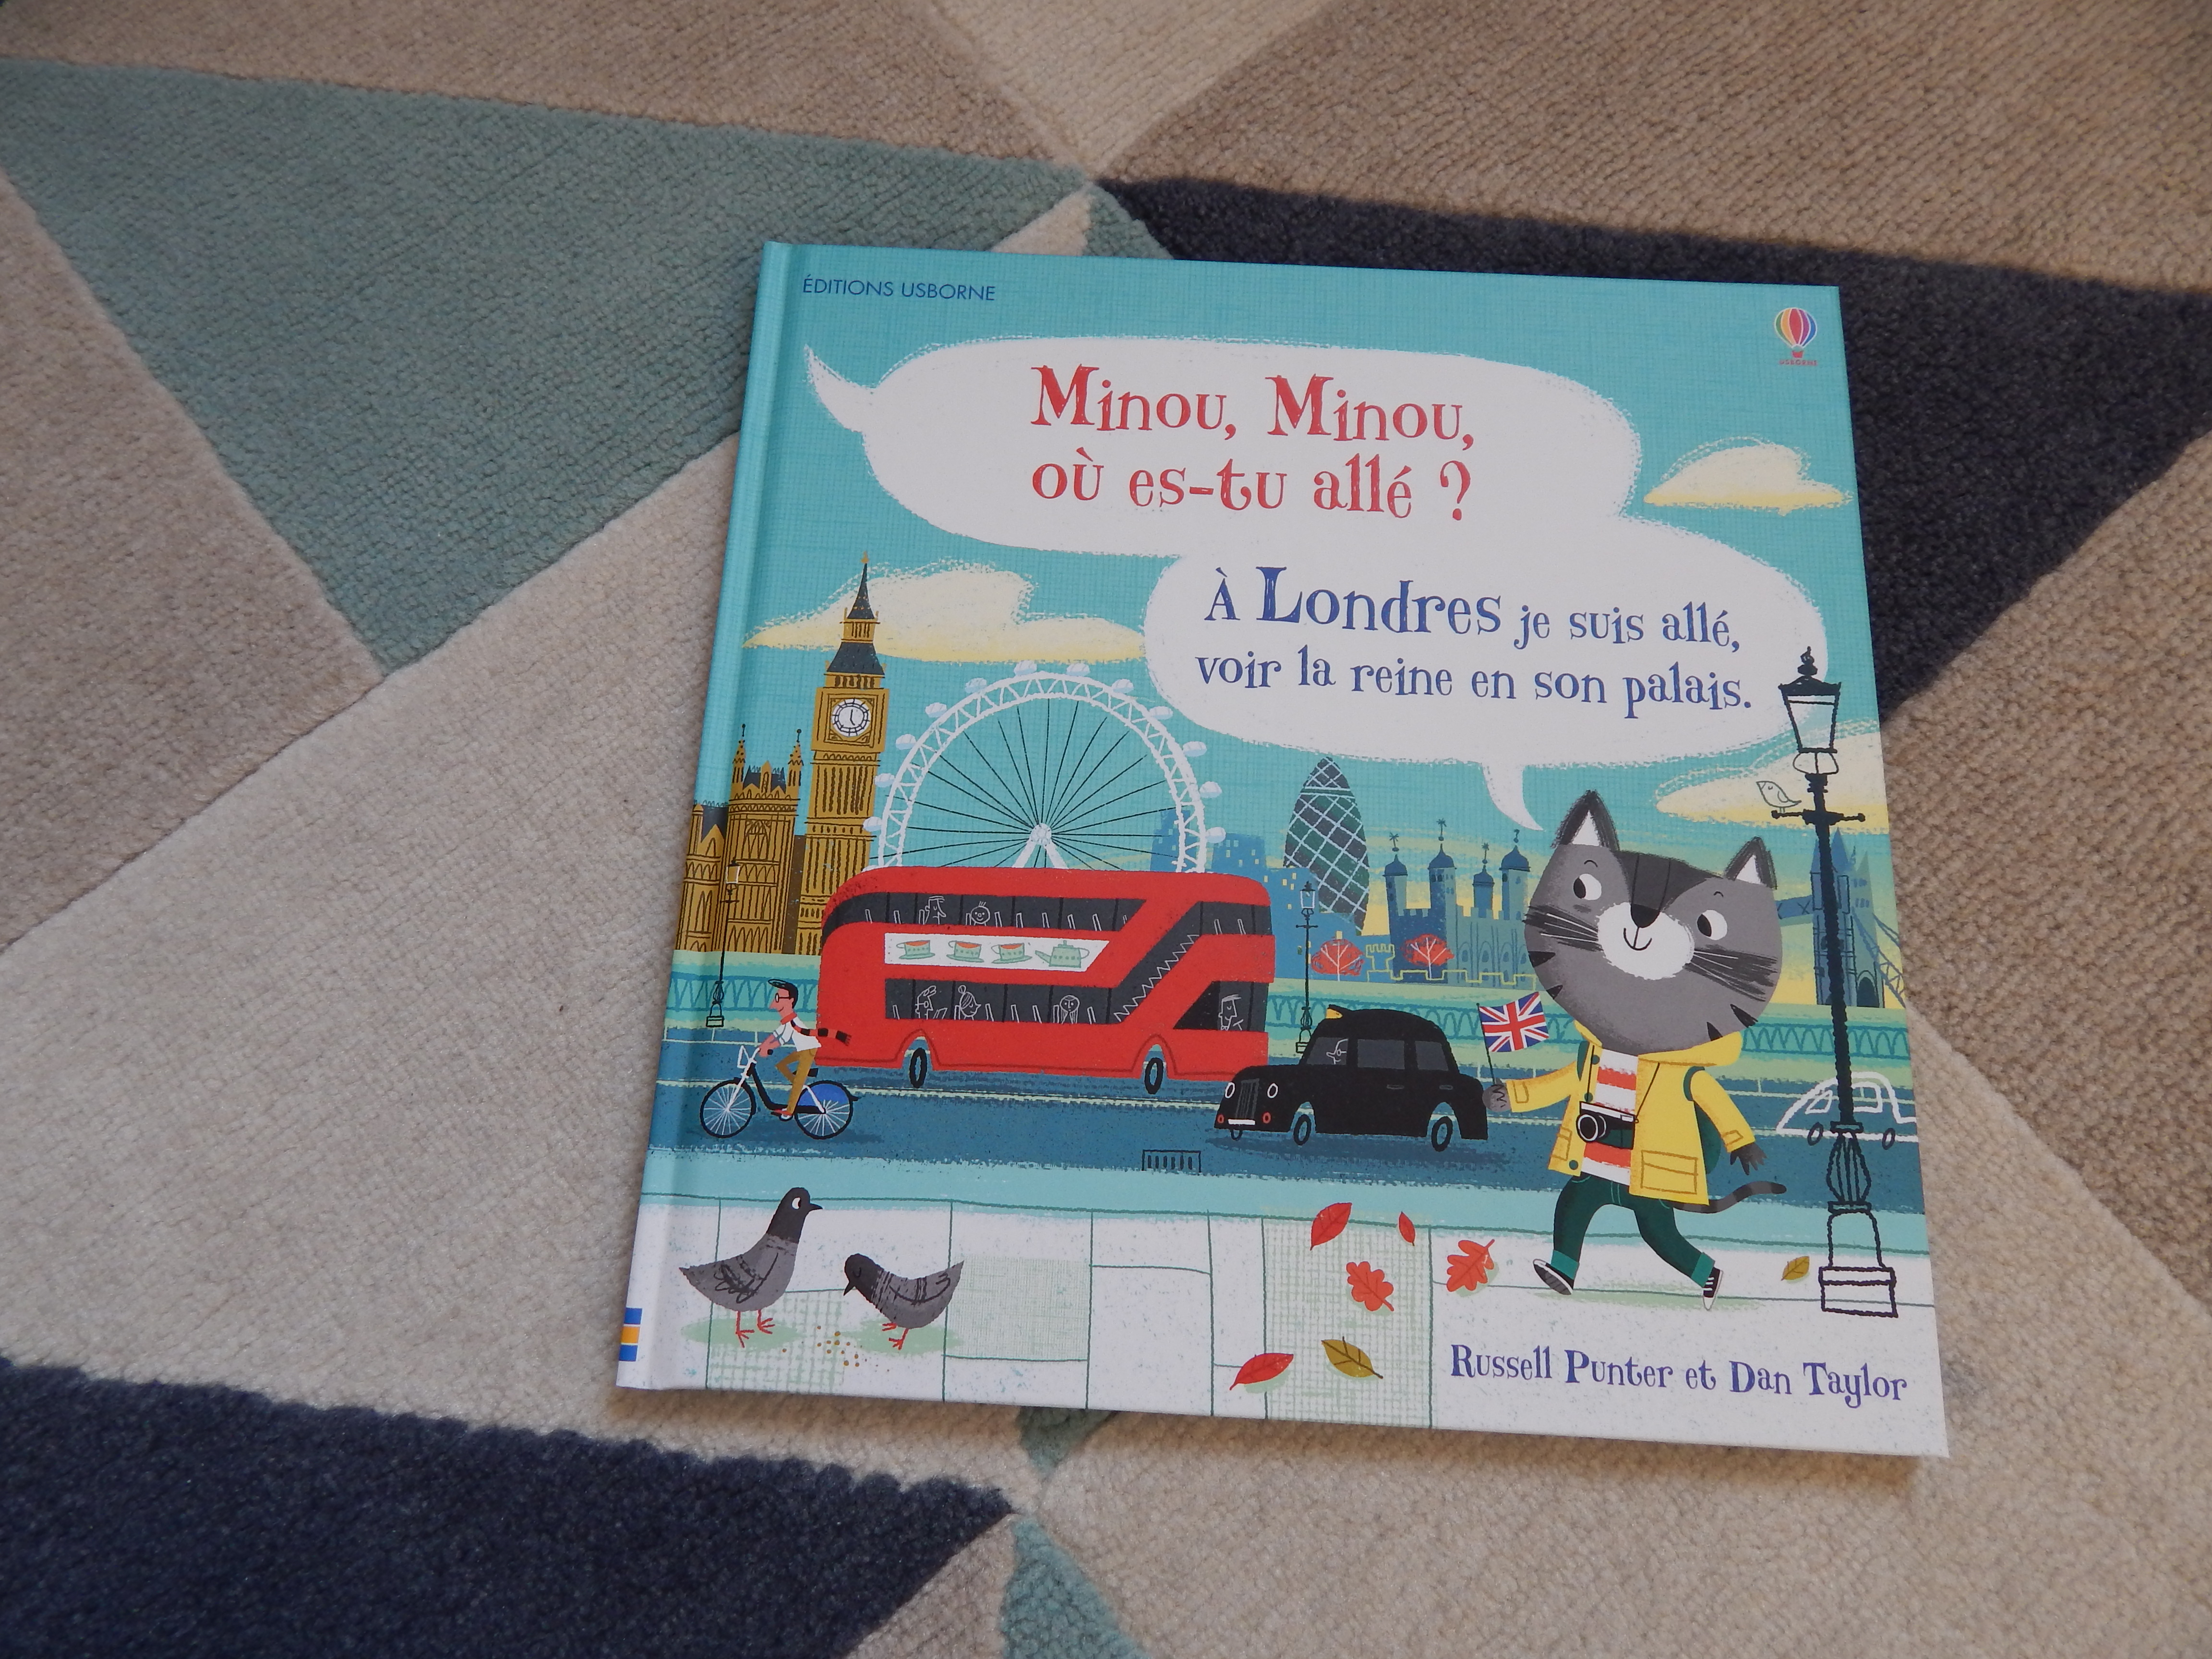 ÉDITIONS USBORNE
USBORNE
Minou, Minou,
où es-tu allé ?
À Londres je suis allé,
voir la reine en son palais.
Russell Punter et Dan Taylor